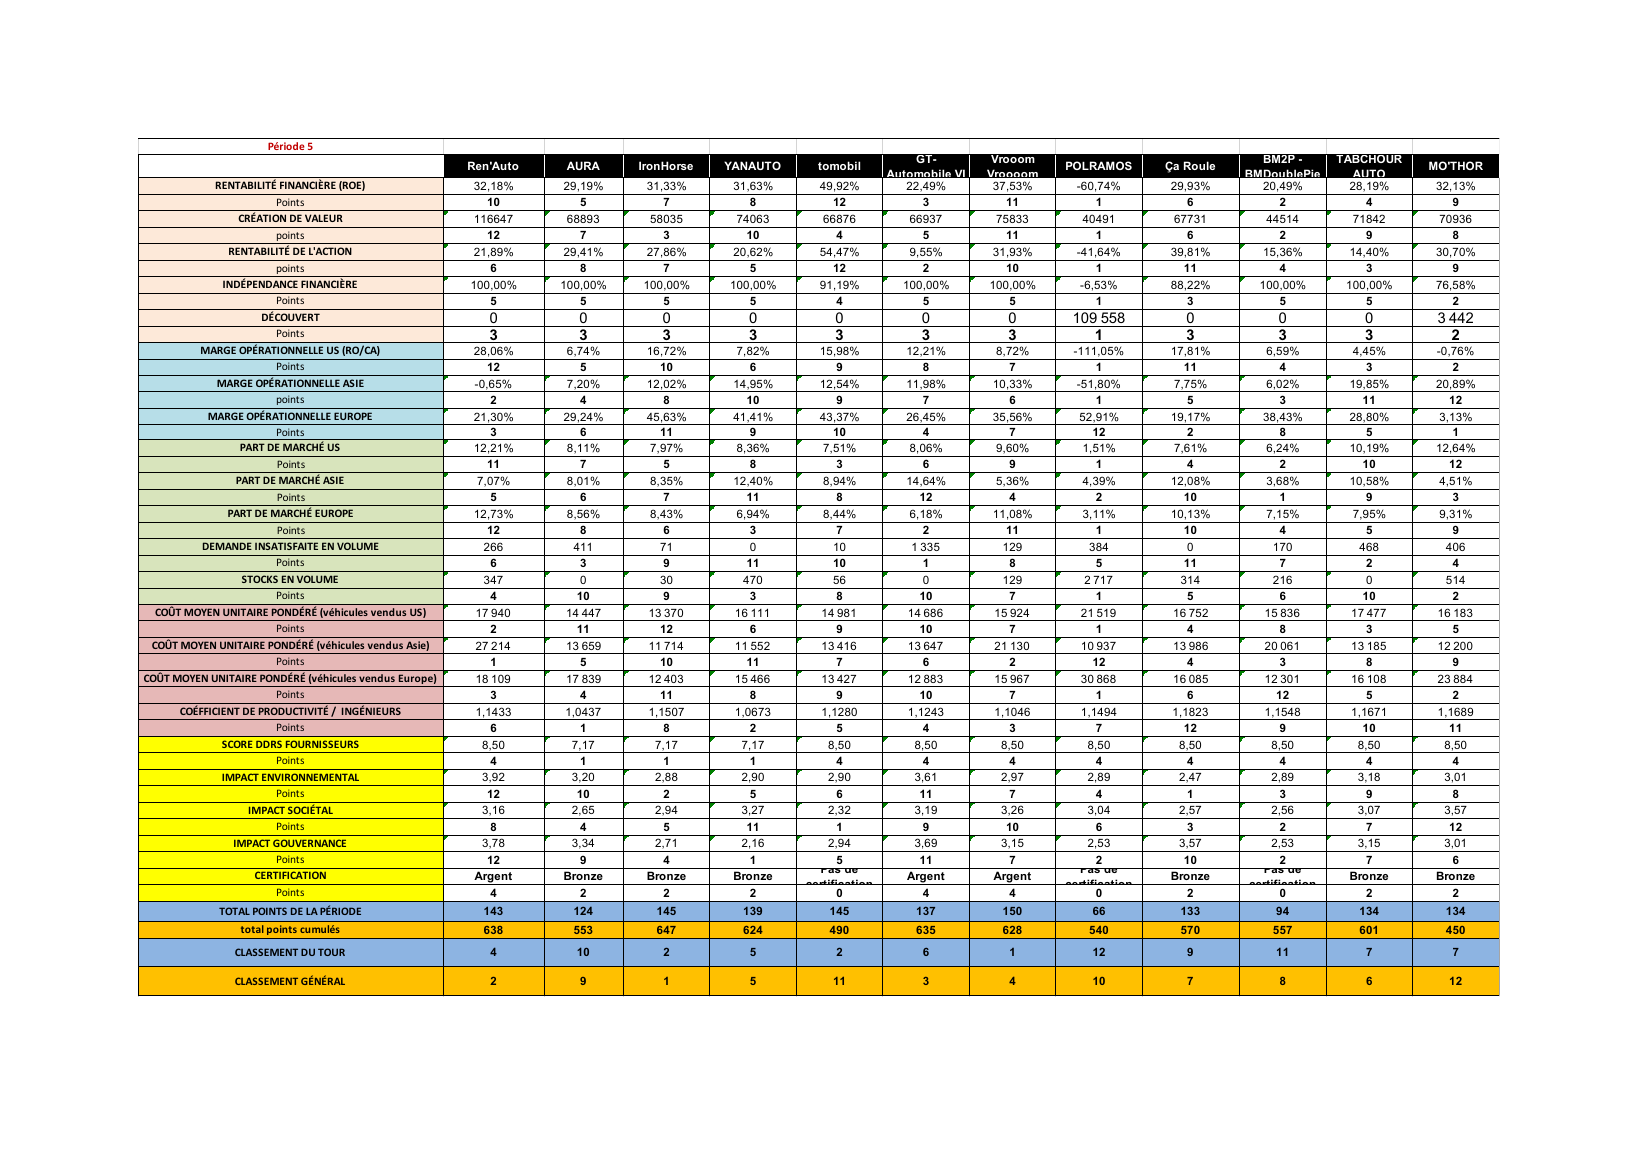 Période 5
Ren'Auto AURA IronHorse YANAUTO tomobil GT-Automobile VI Vrooom Vroooom POLRAMOS Ça Roule BM2P - BMDoublePie TABCHOUR AUTO MO'THOR
RENTABILITÉ FINANCIÈRE (ROE) 32,18% 29,19% 31,33% 31,63% 49,92% 22,49% 37,53% -60,74% 29,93% 20,49% 28,19% 32,13%
Points 10 5 7 8 12 3 11 1 6 2 4 9
CRÉATION DE VALEUR 116647 68893 58035 74063 66876 66937 75833 40491 67731 44514 71842 70936
points 12 7 3 10 4 5 11 1 6 2 9 8
RENTABILITÉ DE L'ACTION 21,89% 29,41% 27,86% 20,62% 54,47% 9,55% 31,93% -41,64% 39,81% 15,36% 14,40% 30,70%
points 6 8 7 5 12 2 10 1 11 4 3 9
INDÉPENDANCE FINANCIÈRE 100,00% 100,00% 100,00% 100,00% 91,19% 100,00% 100,00% -6,53% 88,22% 100,00% 100,00% 76,58%
Points 5 5 5 5 4 5 5 1 3 5 5 2
DÉCOUVERT 0 0 0 0 0 0 0 109 558 0 0 0 3 442
Points 3 3 3 3 3 3 3 1 3 3 3 2
MARGE OPÉRATIONNELLE US (RO/CA) 28,06% 6,74% 16,72% 7,82% 15,98% 12,21% 8,72% -111,05% 17,81% 6,59% 4,45% -0,76%
Points 12 5 10 6 9 8 7 1 11 4 3 2
MARGE OPÉRATIONNELLE ASIE -0,65% 7,20% 12,02% 14,95% 12,54% 11,98% 10,33% -51,80% 7,75% 6,02% 19,85% 20,89%
points 2 4 8 10 9 7 6 1 5 3 11 12
MARGE OPÉRATIONNELLE EUROPE 21,30% 29,24% 45,63% 41,41% 43,37% 26,45% 35,56% 52,91% 19,17% 38,43% 28,80% 3,13%
Points 3 6 11 9 10 4 7 12 2 8 5 1
PART DE MARCHÉ US 12,21% 8,11% 7,97% 8,36% 7,51% 8,06% 9,60% 1,51% 7,61% 6,24% 10,19% 12,64%
Points 11 7 5 8 3 6 9 1 4 2 10 12
PART DE MARCHÉ ASIE 7,07% 8,01% 8,35% 12,40% 8,94% 14,64% 5,36% 4,39% 12,08% 3,68% 10,58% 4,51%
Points 5 6 7 11 8 12 4 2 10 1 9 3
PART DE MARCHÉ EUROPE 12,73% 8,56% 8,43% 6,94% 8,44% 6,18% 11,08% 3,11% 10,13% 7,15% 7,95% 9,31%
Points 12 8 6 3 7 2 11 1 10 4 5 9
DEMANDE INSATISFAITE EN VOLUME 266 411 71 0 10 1 335 129 384 0 170 468 406
Points 6 3 9 11 10 1 8 5 11 7 2 4
STOCKS EN VOLUME 347 0 30 470 56 0 129 2 717 314 216 0 514
Points 4 10 9 3 8 10 7 1 5 6 10 2
COÛT MOYEN UNITAIRE PONDÉRÉ (véhicules vendus US) 17 940 14 447 13 370 16 111 14 981 14 686 15 924 21 519 16 752 15 836 17 477 16 183
Points 2 11 12 6 9 10 7 1 4 8 3 5
COÛT MOYEN UNITAIRE PONDÉRÉ (véhicules vendus Asie) 27 214 13 659 11 714 11 552 13 416 13 647 21 130 10 937 13 986 20 061 13 185 12 200
Points 1 5 10 11 7 6 2 12 4 3 8 9
COÛT MOYEN UNITAIRE PONDÉRÉ (véhicules vendus Europe) 18 109 17 839 12 403 15 466 13 427 12 883 15 967 30 868 16 085 12 301 16 108 23 884
Points 3 4 11 8 9 10 7 1 6 12 5 2
COÉFFICIENT DE PRODUCTIVITÉ / INGÉNIEURS 1,1433 1,0437 1,1507 1,0673 1,1280 1,1243 1,1046 1,1494 1,1823 1,1548 1,1671 1,1689
Points 6 1 8 2 5 4 3 7 12 9 10 11
SCORE DDRS FOURNISSEURS 8,50 7,17 7,17 7,17 8,50 8,50 8,50 8,50 8,50 8,50 8,50 8,50
Points 4 1 1 1 4 4 4 4 4 4 4 4
IMPACT ENVIRONNEMENTAL 3,92 3,20 2,88 2,90 2,90 3,61 2,97 2,89 2,47 2,89 3,18 3,01
Points 12 10 2 5 6 11 7 4 1 3 9 8
IMPACT SOCIÉTAL 3,16 2,65 2,94 3,27 2,32 3,19 3,26 3,04 2,57 2,56 3,07 3,57
Points 8 4 5 11 1 9 10 6 3 2 7 12
IMPACT GOUVERNANCE 3,78 3,34 2,71 2,16 2,94 3,69 3,15 2,53 3,57 2,53 3,15 3,01
Points 12 9 4 1 5 11 7 2 10 2 7 6
CERTIFICATION Argent Bronze Bronze Bronze Pas de certification Argent Argent Pas de certification Bronze Pas de certification Bronze Bronze
Points 4 2 2 2 0 4 4 0 2 0 2 2
TOTAL POINTS DE LA PÉRIODE 143 124 145 139 145 137 150 66 133 94 134 134
total points cumulés 638 553 647 624 490 635 628 540 570 557 601 450
CLASSEMENT DU TOUR 4 10 2 5 2 6 1 12 9 11 7 7
CLASSEMENT GÉNÉRAL 2 9 1 5 11 3 4 10 7 8 6 12